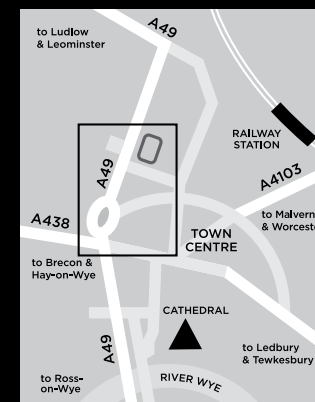 A49
to Ludlow
& Leominster
RAILWAY
STATION
A49
A4103
A438
to Malvern
& Worceste
TOWN
CENTRE
to Brecon &
Hay-on-Wye
CATHEDRAL
A49
to Ledbury
& Tewkesbury
to Ross-
on-Wye
RIVER WYE